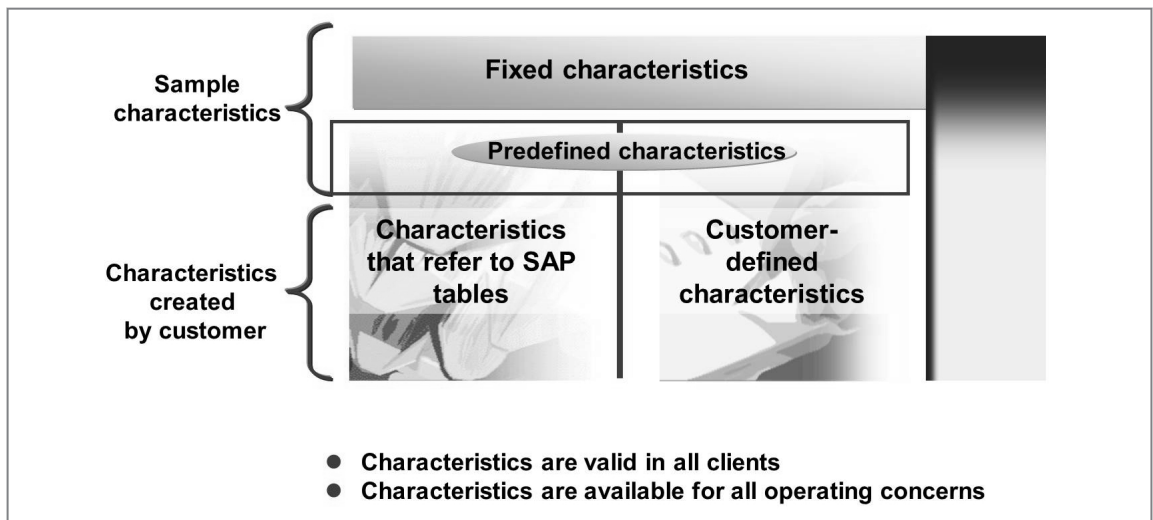 Fixed characteristics
Sample
characteristics
Predefined characteristics
Characteristics
that refer to SAP
tables
Customer-
defined
characteristics
Characteristics
created
by customer
Characteristics are valid in all clients
Characteristics are available for all operating concerns